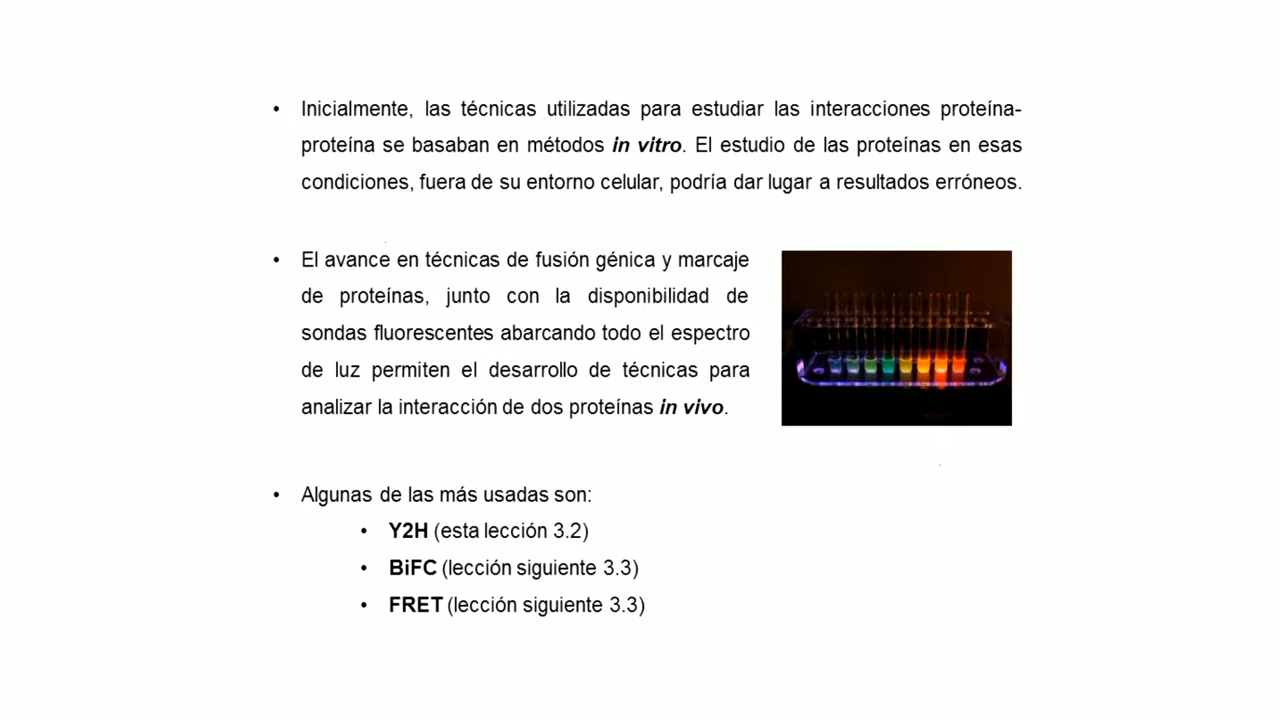 • Inicialmente, las técnicas utilizadas para estudiar las interacciones proteína-
proteína se basaban en métodos in vitro. El estudio de las proteínas en esas
condiciones, fuera de su entorno celular, podría dar lugar a resultados erróneos.
• El avance en técnicas de fusión génica y marcaje
de proteínas, junto con la disponibilidad de
sondas fluorescentes abarcando todo el espectro
de luz permiten el desarrollo de técnicas para
analizar la interacción de dos proteínas in vivo.
• Algunas de las más usadas son:
• Y2H (esta lección 3.2)
• BiFC (lección siguiente 3.3)
• FRET (lección siguiente 3.3)